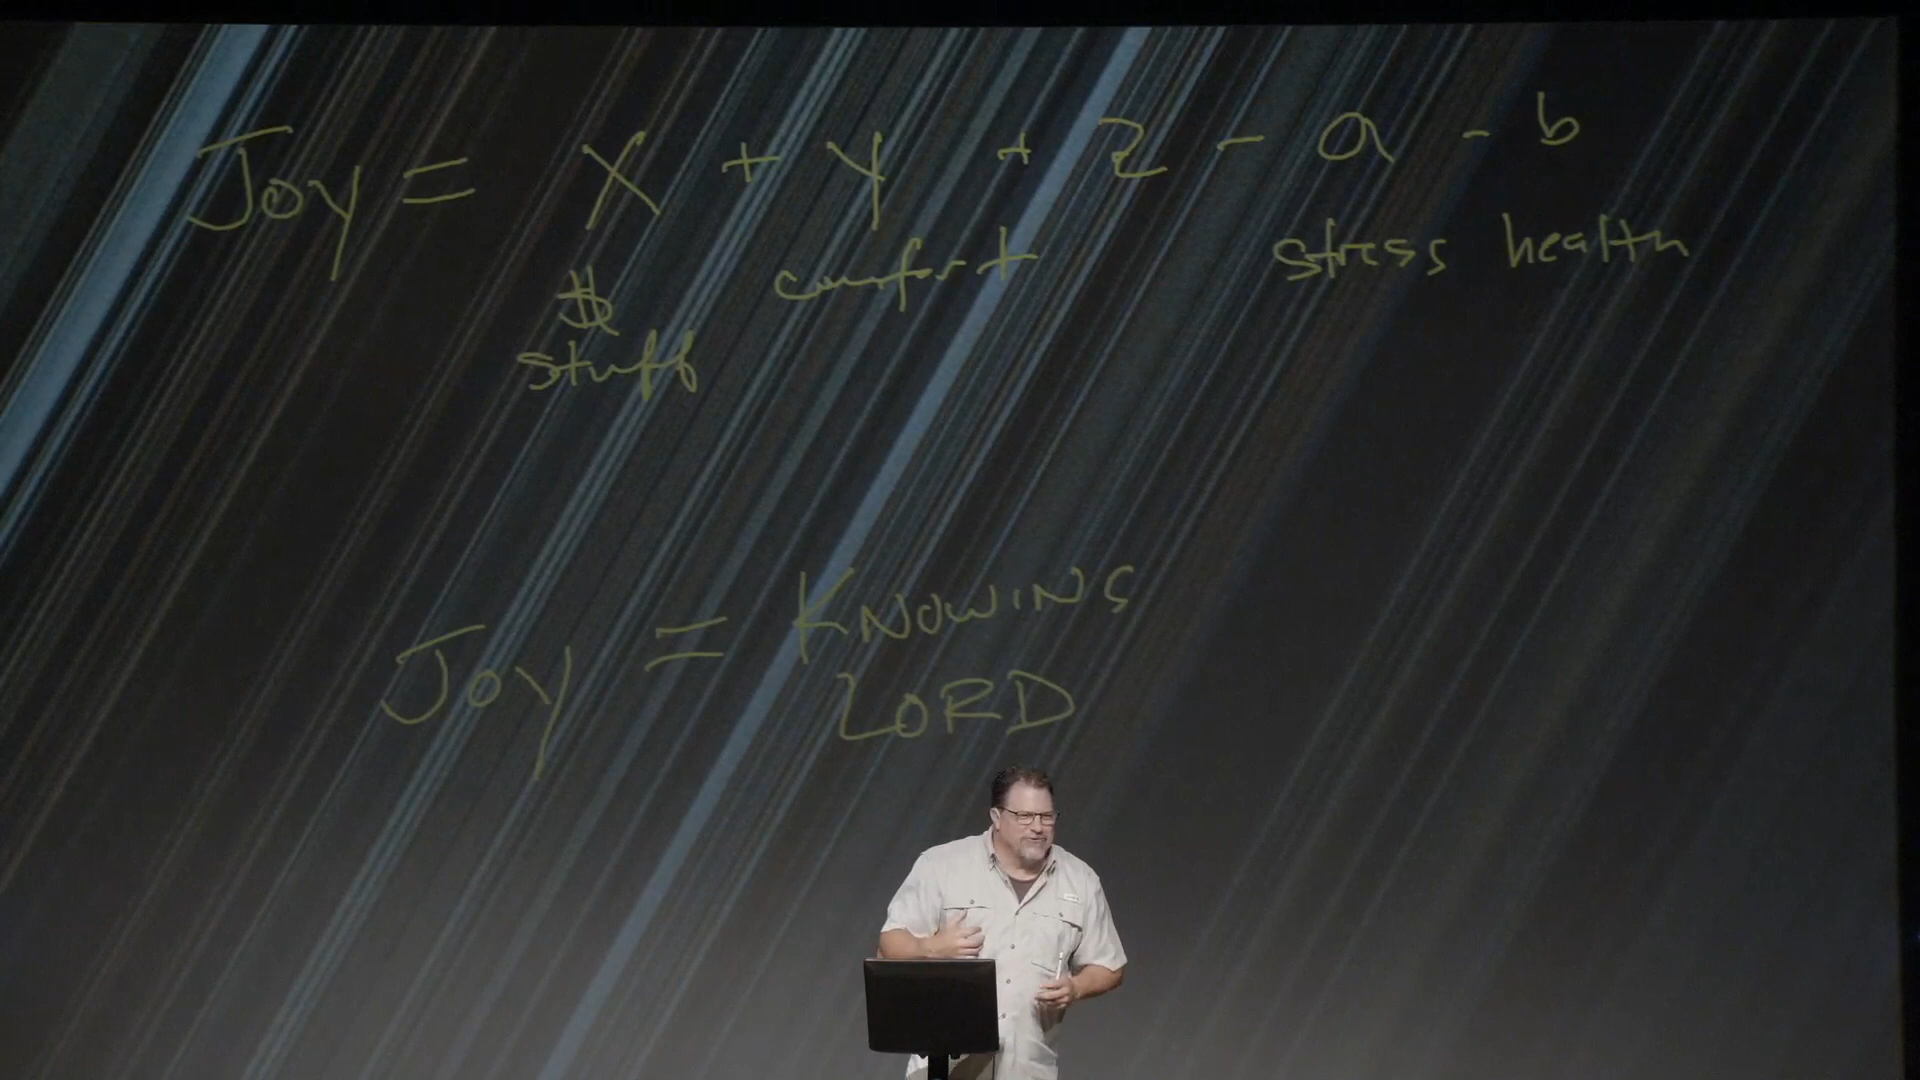 Joy = x + y + z - a - b
$ comfort stress health
stuff
Joy = KNOWING
LORD